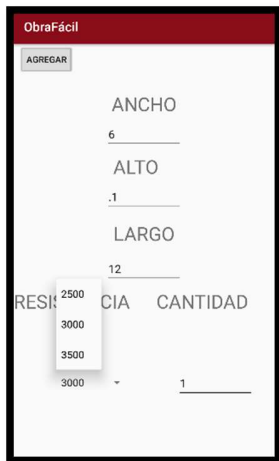 ObraFácil
AGREGAR
ANCHO
6
ALTO
.1
LARGO
12
RESIS CIA CANTIDAD
2500
3000
3500
3000 1